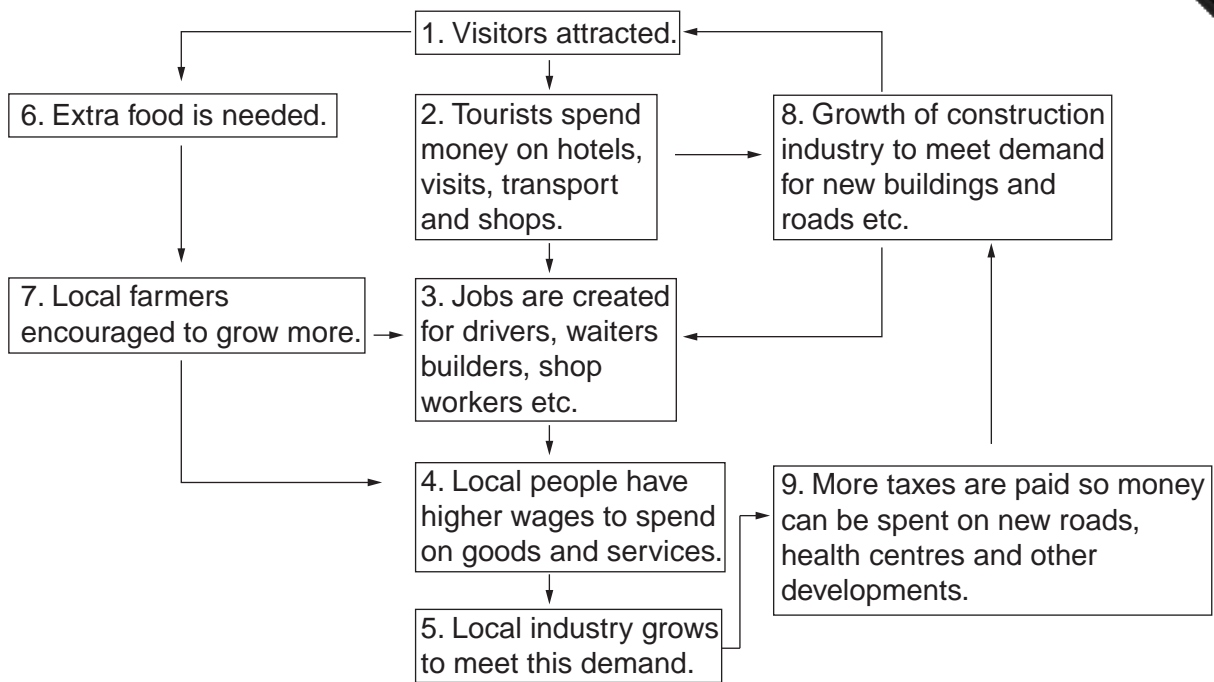 1. Visitors attracted.
6. Extra food is needed.
2. Tourists spend
money on hotels,
visits, transport
and shops.
8. Growth of construction
industry to meet demand
for new buildings and
roads etc.
7. Local farmers
encouraged to grow more.
3. Jobs are created
for drivers, waiters
builders, shop
workers etc.
4. Local people have
higher wages to spend
on goods and services.
9. More taxes are paid so money
can be spent on new roads,
health centres and other
developments.
5. Local industry grows
to meet this demand.